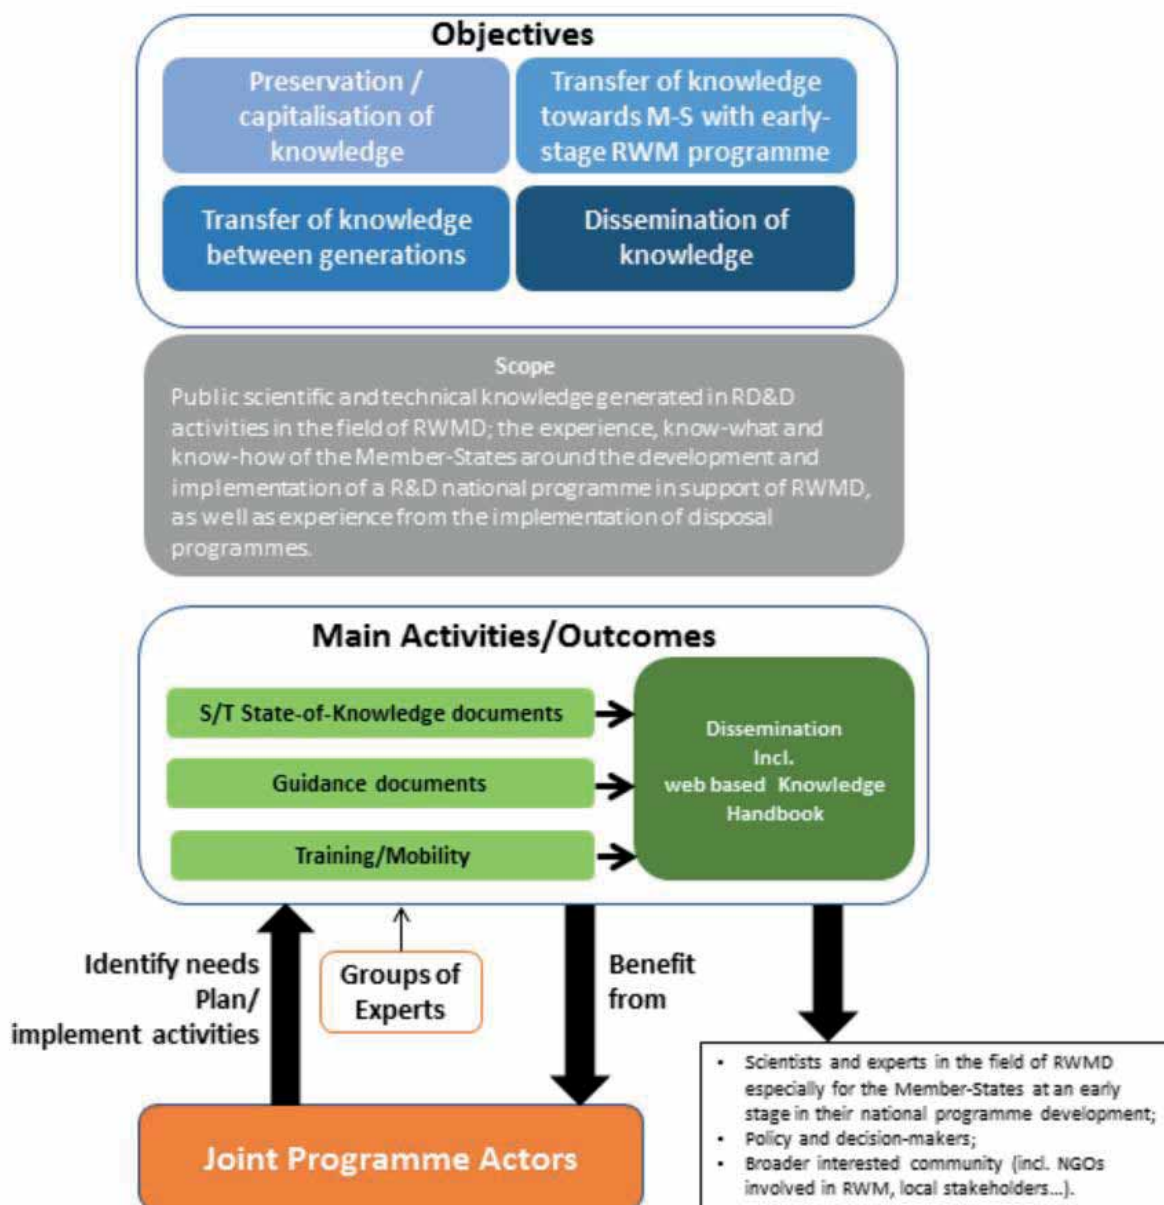 Objectives
Preservation /
capitalisation of
knowledge
Transfer of knowledge
towards M-S with early-
stage RWM programme
Transfer of knowledge
between generations
Dissemination of
knowledge
Scope
Public scientific and technical knowledge generated in RD&D
activities in the field of RWMD; the experience, know-what and
know-how of the Member-States around the development and
implementation of a R&D national programme in support of RWMD,
as well as experience from the implementation of disposal
programmes.
Main Activities/Outcomes
S/T State-of-Knowledge documents
Guidance documents
Training/Mobility
Dissemination
Incl.
web based Knowledge
Handbook
Identify needs
Plan/
implement activities
Groups of
Experts
Benefit
from
Joint Programme Actors
• Scientists and experts in the field of RWMD
especially for the Member-States at an early
stage in their national programme development;
• Policy and decision-makers;
• Broader interested community (incl. NGOs
involved in RWM, local stakeholders...).